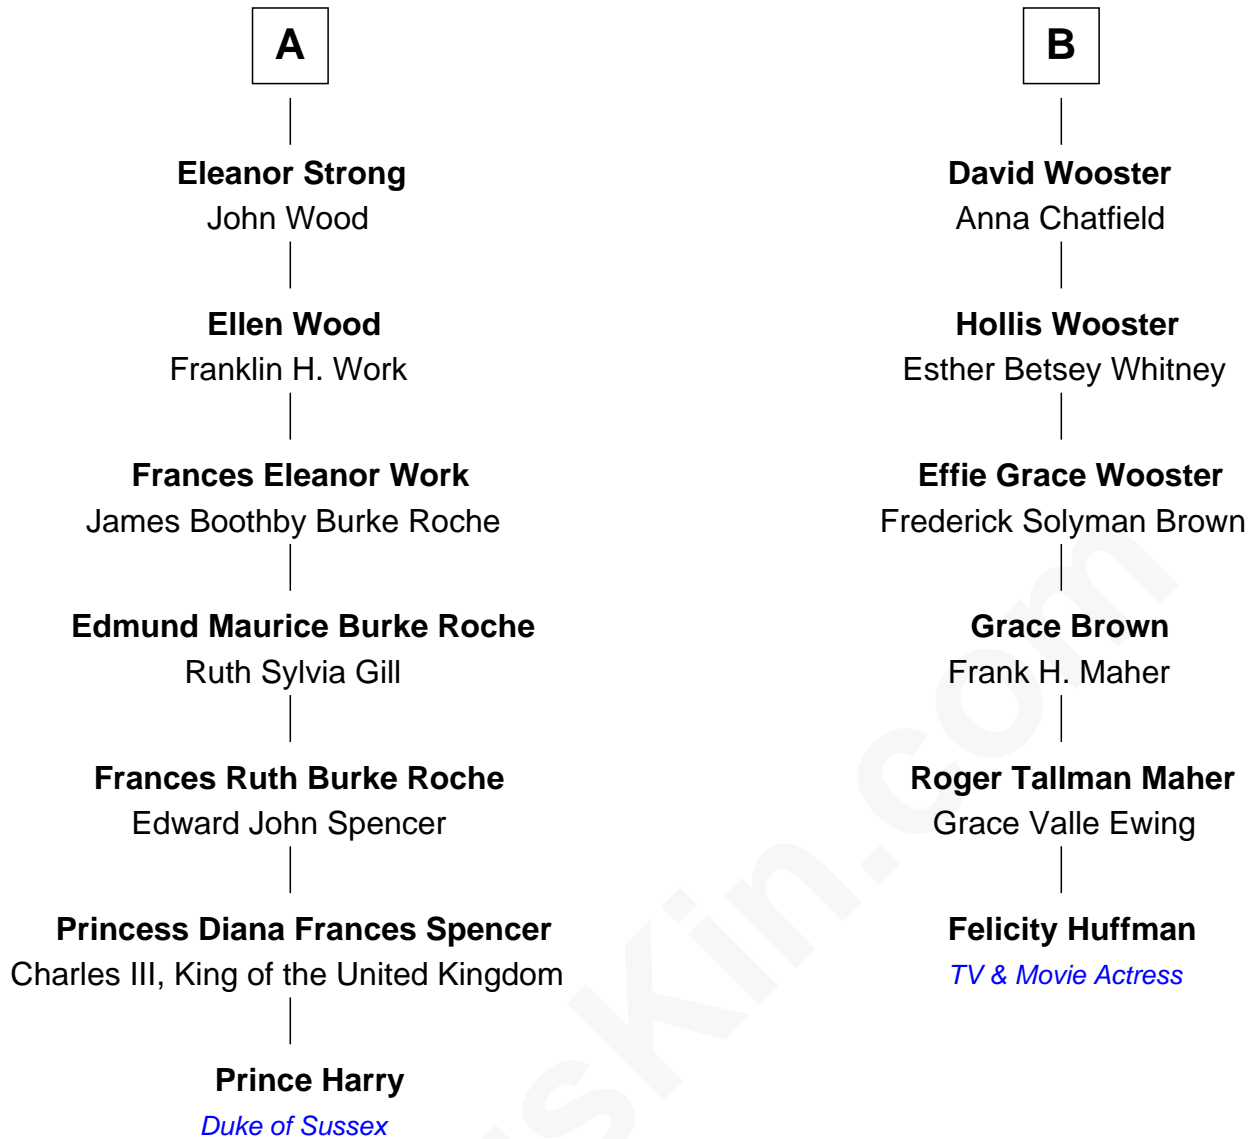 A
Eleanor Strong
John Wood
Ellen Wood
Franklin H. Work
Frances Eleanor Work
James Boothby Burke Roche
Edmund Maurice Burke Roche
Ruth Sylvia Gill
Frances Ruth Burke Roche
Edward John Spencer
Princess Diana Frances Spencer
Charles III, King of the United Kingdom
Prince Harry
Duke of Sussex
B
David Wooster
Anna Chatfield
Hollis Wooster
Esther Betsey Whitney
Effie Grace Wooster
Frederick Solyman Brown
Grace Brown
Frank H. Maher
Roger Tallman Maher
Grace Valle Ewing
Felicity Huffman
TV & Movie Actress